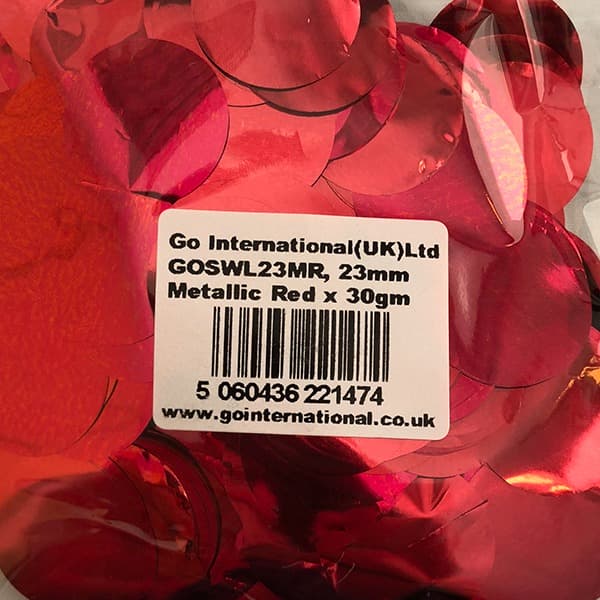 Go International(UK)Ltd
GOSWL23MR, 23mm
Metallic Red x 30gm
5 060436 221474
www.gointernational.co.uk